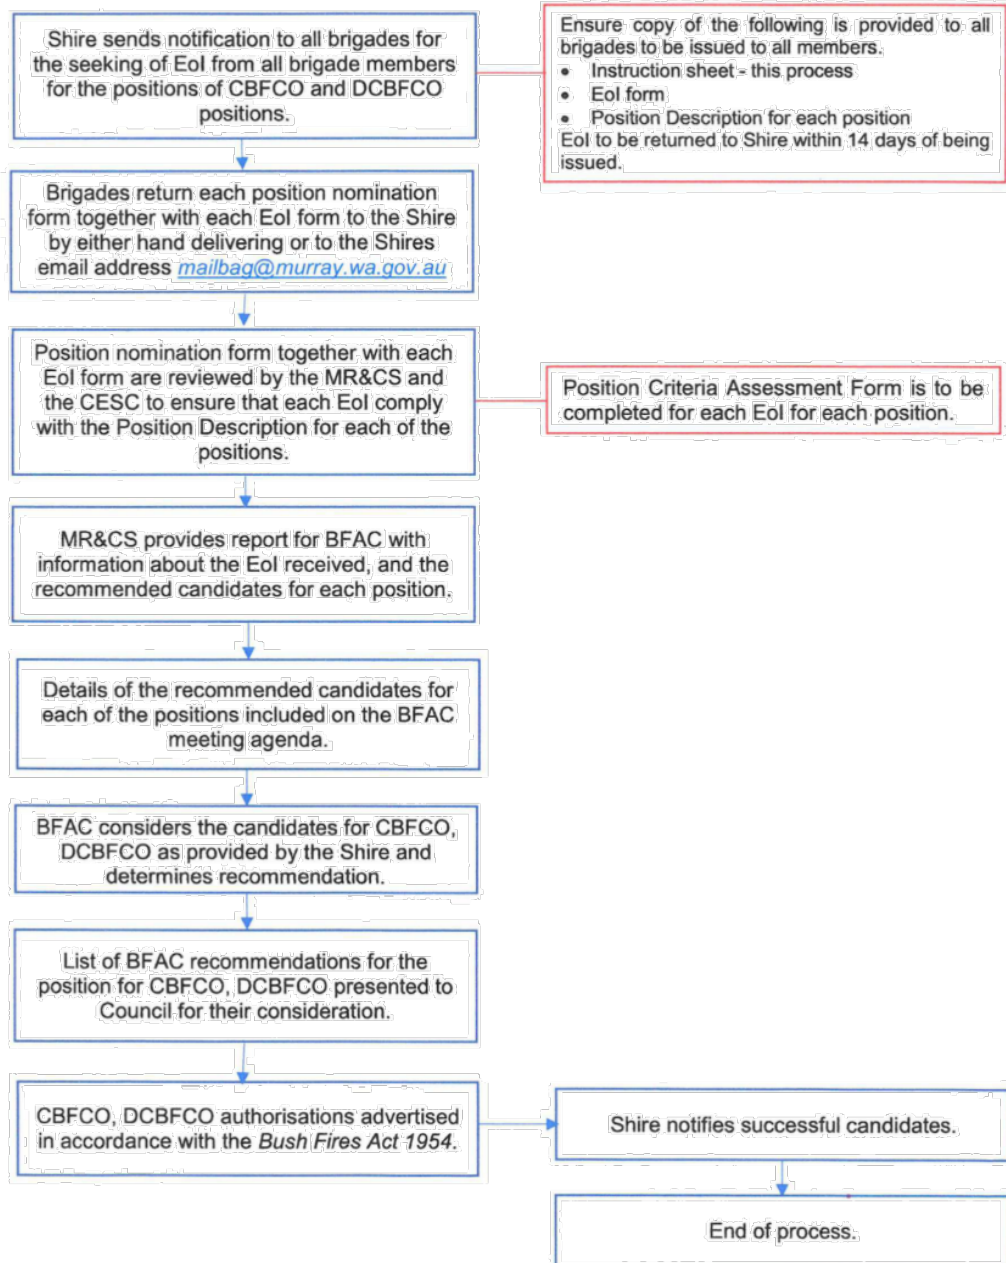 Shire sends notification to all brigades for
the seeking of EoI from all brigade members
for the positions of CBFCO and DCBFCO
positions.
Ensure copy of the following is provided to all
brigades to be issued to all members.
• Instruction sheet - this process
• EoI form
• Position Description for each position
EoI to be returned to Shire within 14 days of being
issued.
Brigades return each position nomination
form together with each EoI form to the Shire
by either hand delivering or to the Shires
email address mailbag@murray.wa.gov.au
Position nomination form together with each
EoI form are reviewed by the MR&CS and
the CESC to ensure that each EoI comply
with the Position Description for each of the
positions.
Position Criteria Assessment Form is to be
completed for each EoI for each position.
MR&CS provides report for BFAC with
information about the EoI received, and the
recommended candidates for each position.
Details of the recommended candidates for
each of the positions included on the BFAC
meeting agenda.
BFAC considers the candidates for CBFCO,
DCBFCO as provided by the Shire and
determines recommendation.
List of BFAC recommendations for the
position for CBFCO, DCBFCO presented to
Council for their consideration.
CBFCO, DCBFCO authorisations advertised
in accordance with the Bush Fires Act 1954.
Shire notifies successful candidates.
End of process.